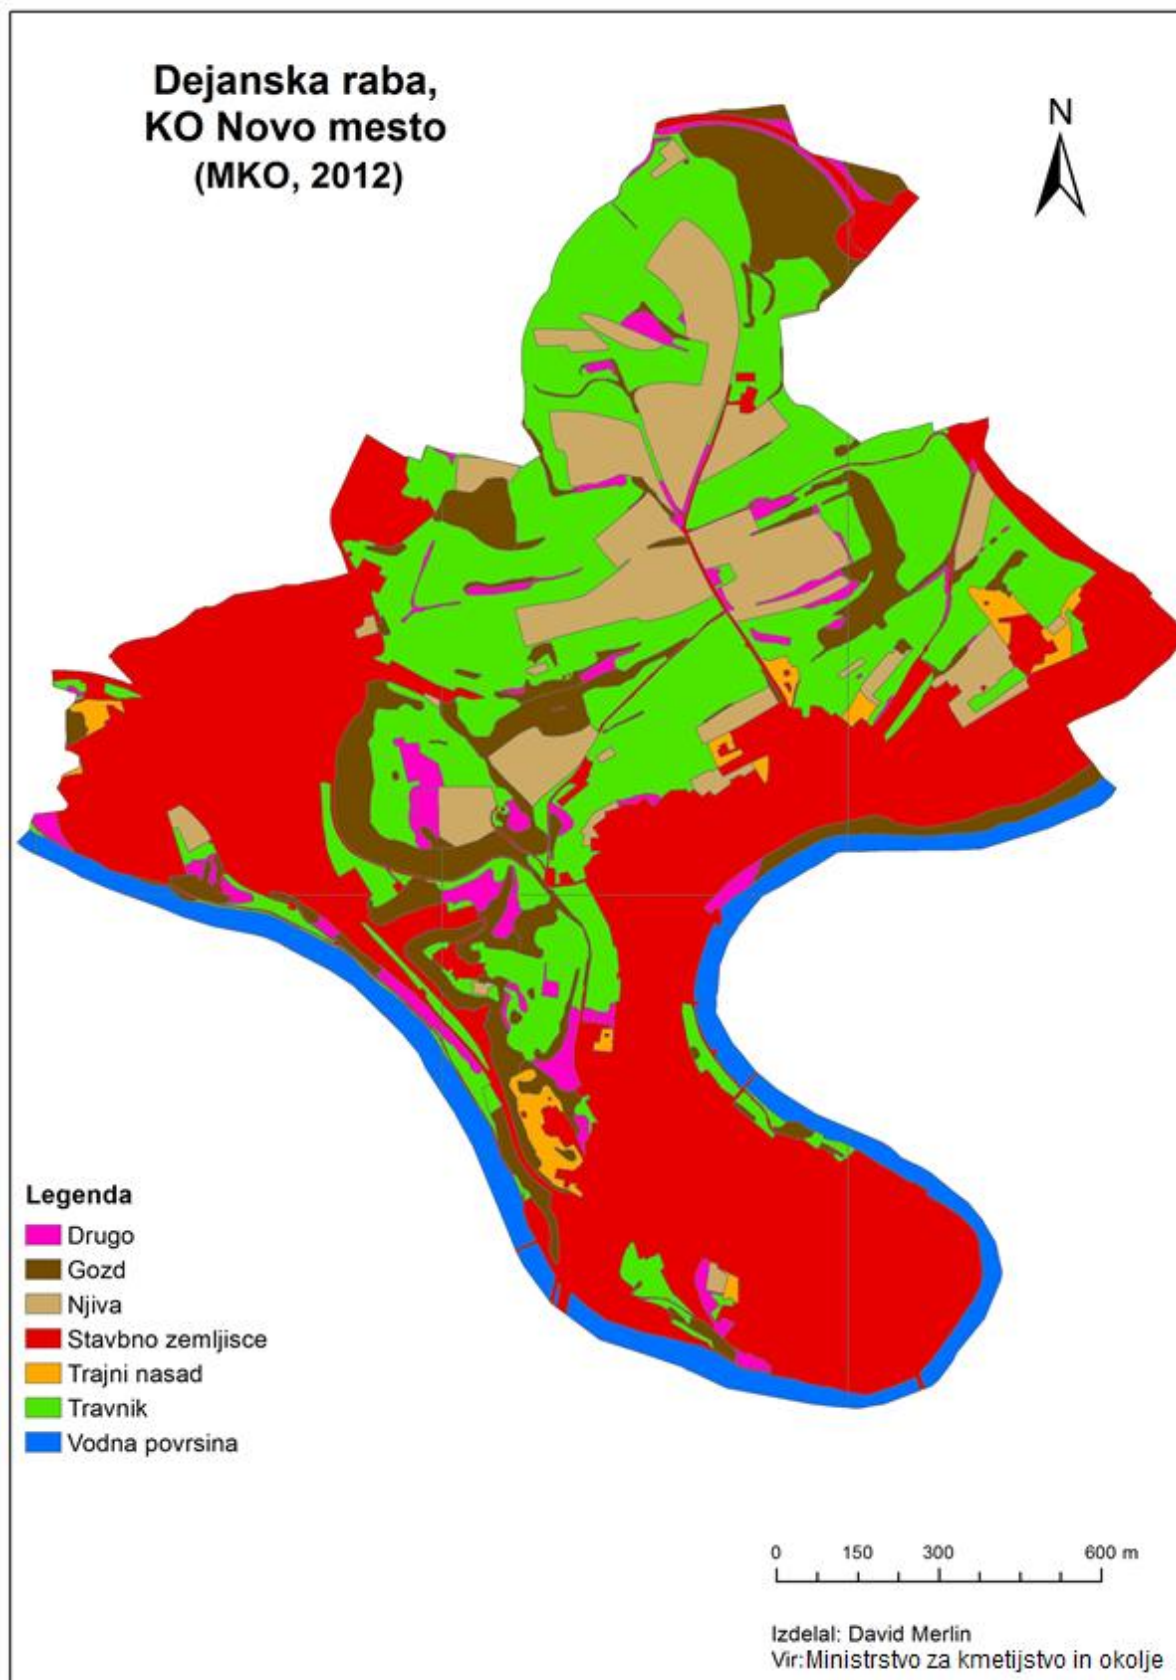 Dejanska raba,
KO Novo mesto
(MKO, 2012)
N
Legenda
Drugo
Gozd
Njiva
Stavbno zemljisce
Trajni nasad
Travnik
Vodna povrsina
0 150 300 600 m
Izdelal: David Merlin
Vir:Ministrstvo za kmetijstvo in okolje